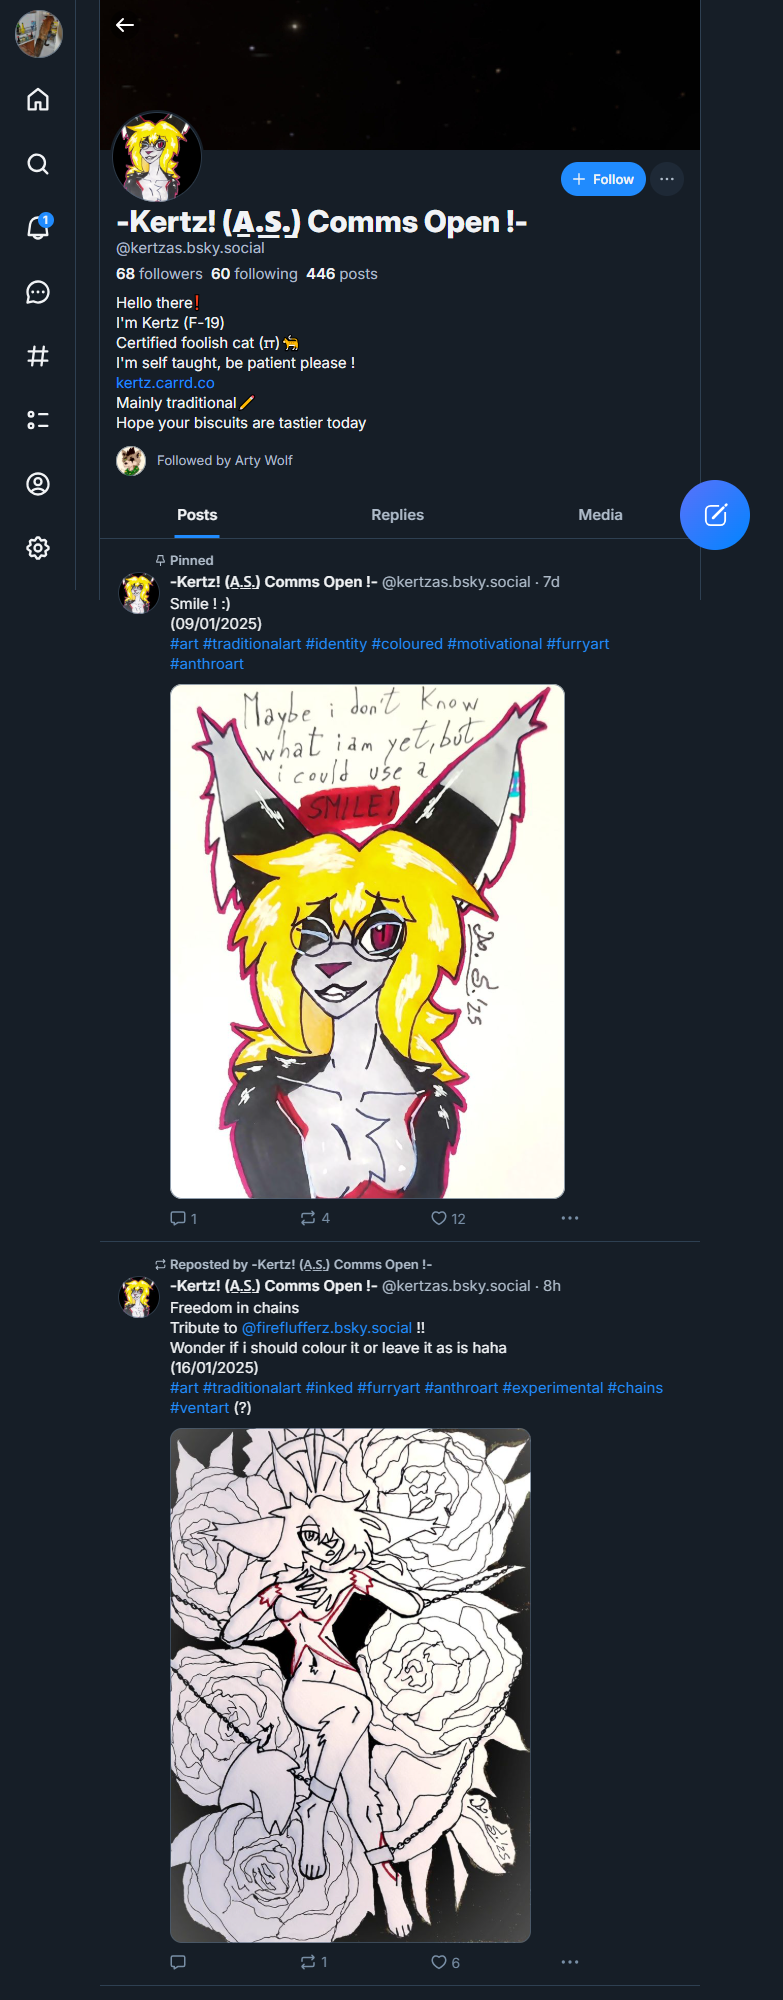 1
+ Follow
-Kertz! (A.S.) Comms Open !-
@kertzas.bsky.social
68 followers 60 following 446 posts
Hello there❗
I'm Kertz (F-19)
Certified foolish cat (π)🐈
I'm self taught, be patient please !
kertz.carrd.co
Mainly traditional🖍
Hope your biscuits are tastier today
Followed by Arty Wolf
Posts Replies Media
Pinned
-Kertz! (A.S.) Comms Open !- @kertzas.bsky.social · 7d
Smile ! :)
(09/01/2025)
#art #traditionalart #identity #coloured #motivational #furryart
#anthroart
Maybe i don't know
what i am yet, but
i could use a
SMILE!
1 4 12
Reposted by -Kertz! (A.S.) Comms Open !-
-Kertz! (A.S.) Comms Open !- @kertzas.bsky.social · 8h
Freedom in chains
Tribute to @fireflufferz.bsky.social !!
Wonder if i should colour it or leave it as is haha
(16/01/2025)
#art #traditionalart #inked #furryart #anthroart #experimental #chains
#ventart (?)
1 6